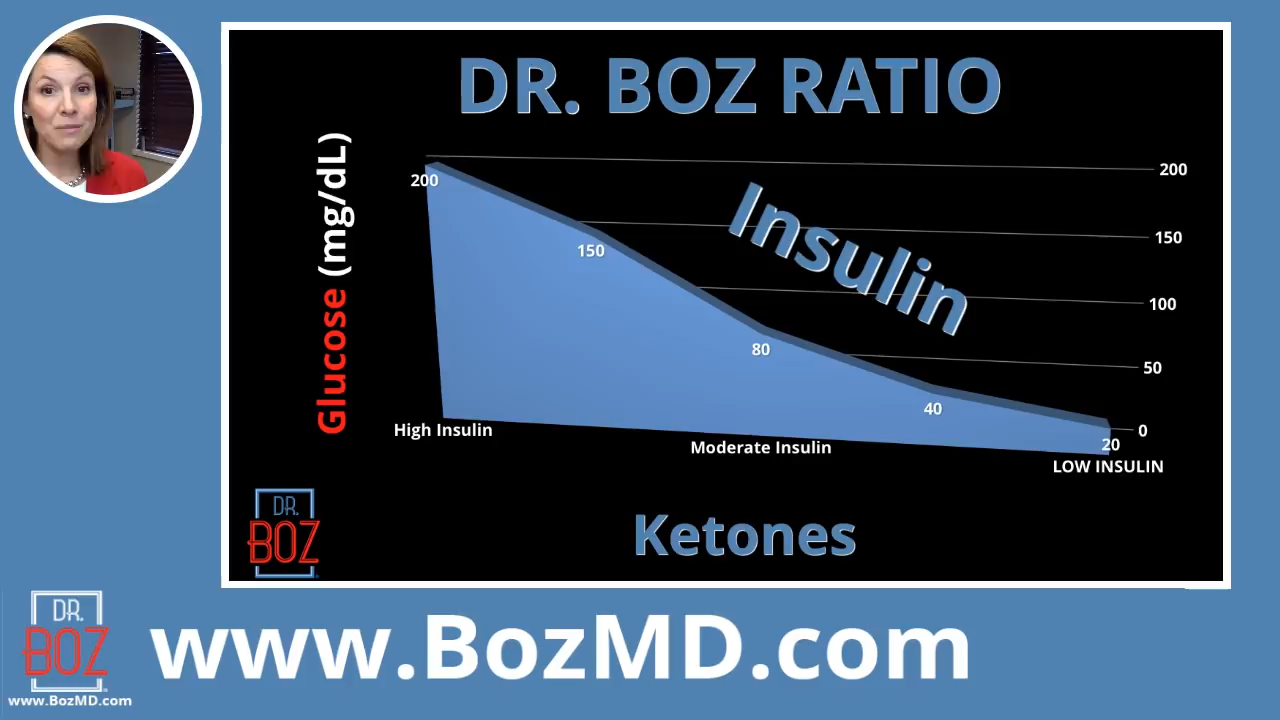 DR. BOZ RATIO
Glucose (mg/dL)
Insulin
200
150
80
40
20
200
150
100
50
0
High Insulin
Moderate Insulin
LOW INSULIN
Ketones
DR.
BOZ
DR.
BOZ
www.BozMD.com
www.BozMD.com